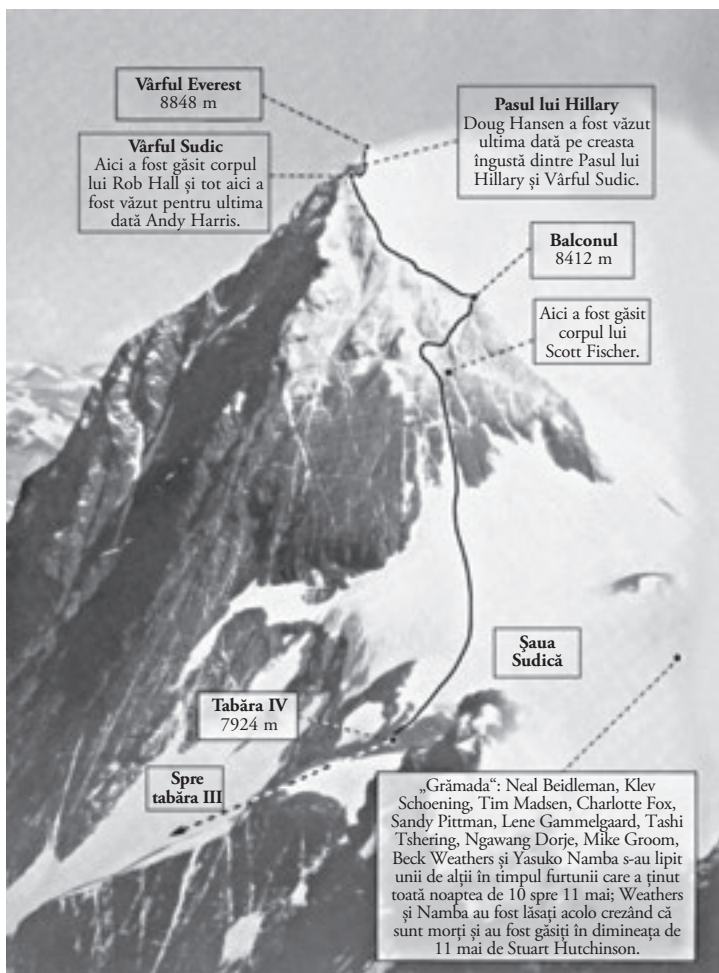 Vârful Everest
8848 m
Pasul lui Hillary
Doug Hansen a fost văzut
ultima dată pe creasta
îngustă dintre Pasul lui
Hillary și Vârful Sudic.
Vârful Sudic
Aici a fost găsit corpul
lui Rob Hall și tot aici a
fost văzut pentru ultima
dată Andy Harris.
Balconul
8412 m
Aici a fost găsit
corpul lui
Scott Fischer.
Şaua
Sudică
Tabăra IV
7924 m
Spre
tabăra III
„Grămada“: Neal Beidleman, Klev
Schoening, Tim Madsen, Charlotte Fox,
Sandy Pittman, Lene Gammelgaard, Tashi
Tshering, Ngawang Dorje, Mike Groom,
Beck Weathers și Yasuko Namba s-au lipit
unii de alții în timpul furtunii care a ținut
toată noaptea de 10 spre 11 mai; Weathers
și Namba au fost lăsați acolo crezând că
sunt morți și au fost găsiți în dimineața de
11 mai de Stuart Hutchinson.